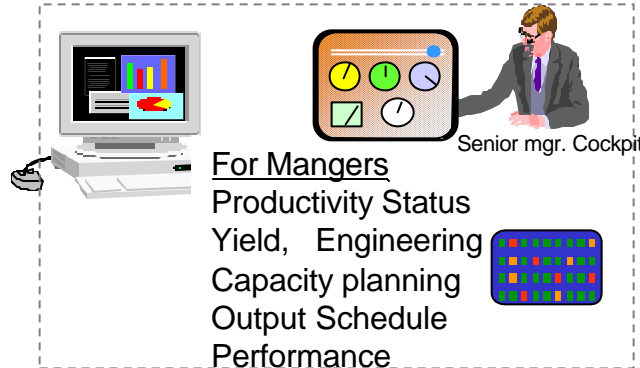 Senior mgr. Cockpit
For Mangers
Productivity Status
Yield, Engineering
Capacity planning
Output Schedule
Performance